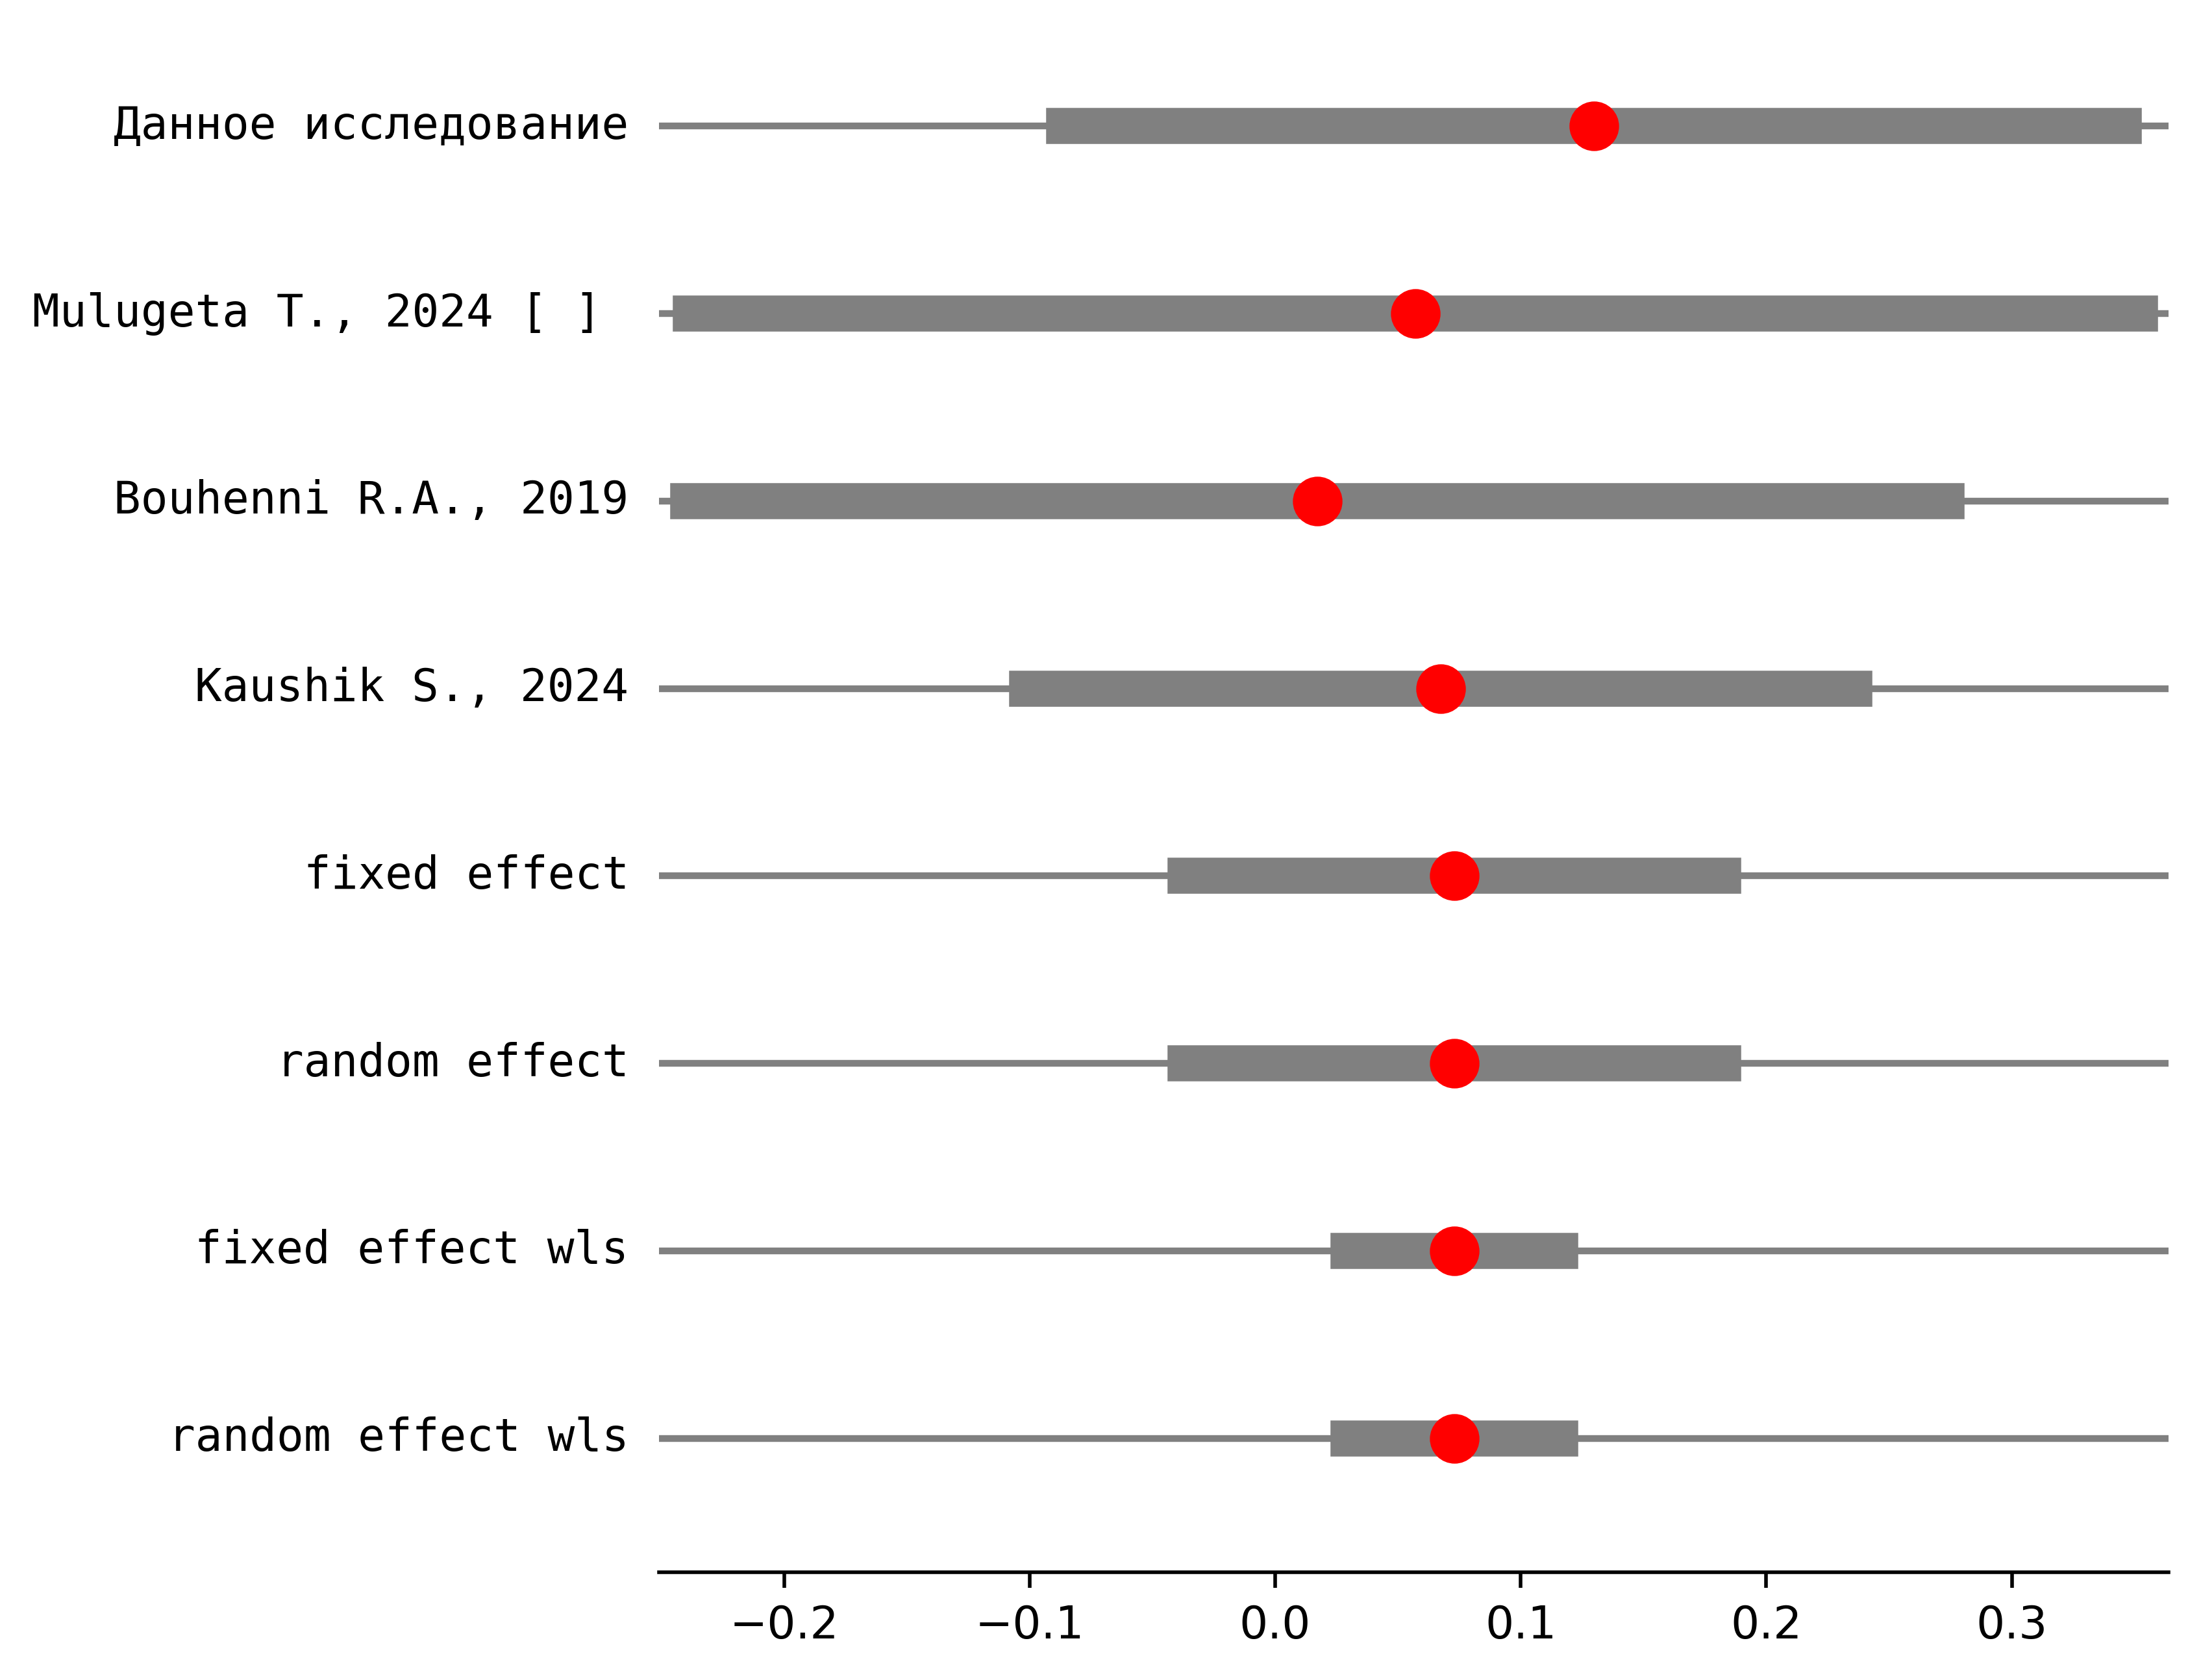 Данное исследование
Mulugeta T., 2024 [ ]
Bouhenni R.A., 2019
Kaushik S., 2024
fixed effect
random effect
fixed effect wls
random effect wls
−0.2 −0.1 0.0 0.1 0.2 0.3